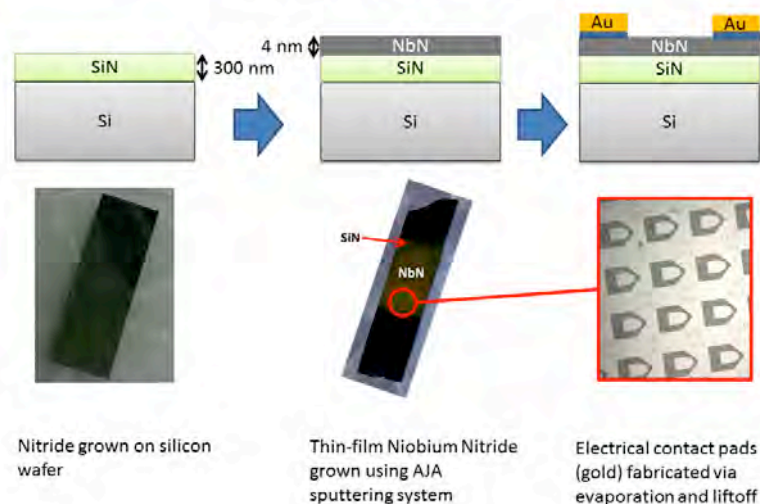 Au
Au
4 nm
NbN
NbN
SiN
300 nm
SiN
SiN
Si
Si
Si
SiN
NbN
Nitride grown on silicon
wafer
Thin-film Niobium Nitride
grown using AJA
sputtering system
Electrical contact pads
(gold) fabricated via
evaporation and liftoff